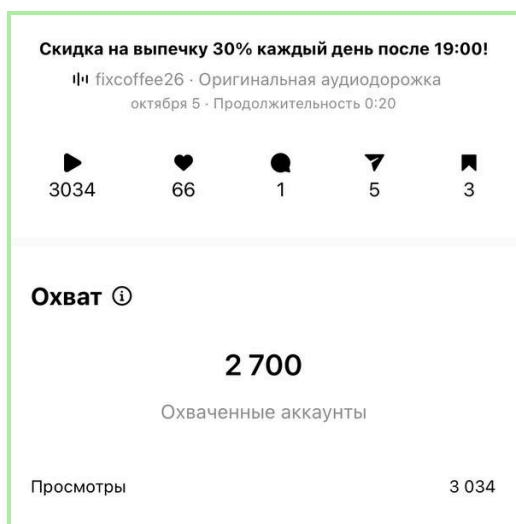 Скидка на выпечку 30% каждый день после 19:00!
fixcoffee26 · Оригинальная аудиодорожка
октября 5 · Продолжительность 0:20
3034 66 1 5 3
Охват
2 700
Охваченные аккаунты
Просмотры 3 034